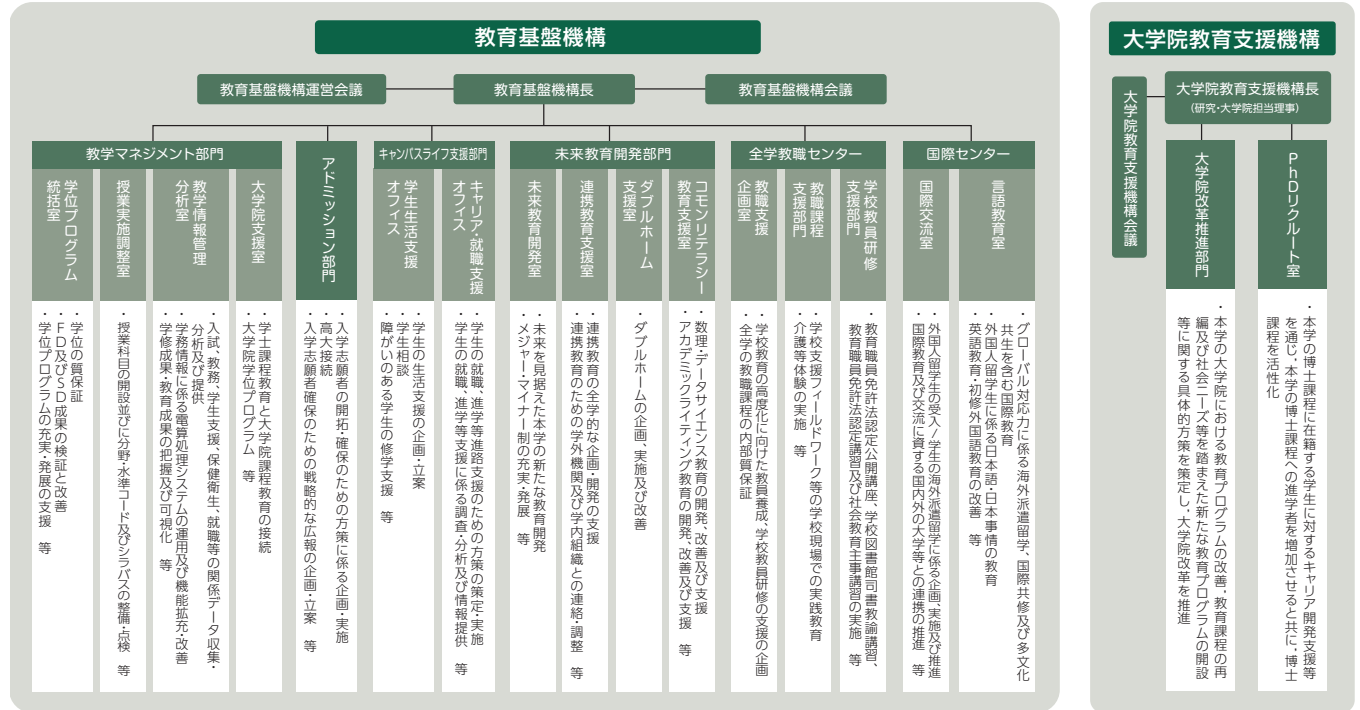 教育基盤機構
教育基盤機構運営会議
教育基盤機構長
教育基盤機構会議
教学マネジメント部門
学位プログラム
統括室
・学位の質保証
・ＦＤ及びＳＤ成果の検証と改善
・学位プログラムの充実・発展の支援　等
授業実施調整室
・授業科目の開設並びに分野・水準コード及びシラバスの整備・点検　等
教学情報管理
分析室
・入試、教務、学生支援、保健衛生、就職等の関係データ収集・
分析及び提供
・学務情報に係る電算処理システムの運用及び機能拡充・改善
・学修成果・教育成果の把握及び可視化　等
大学院支援室
・学士課程教育と大学院課程教育の接続
・大学院学位プログラム　等
アドミッション部門
・入学志願者の開拓・確保のための方策に係る企画・実施
・高大接続
・入学志願者確保のための戦略的な広報の企画・立案　等
キャンパスライフ支援部門
学生生活支援
オフィス
・学生の生活支援の企画・立案
・学生相談
・障がいのある学生の修学支援　等
キャリア・就職支援
オフィス
・学生の就職、進学等進路支援のための方策の策定・実施
・学生の就職、進学等支援に係る調査・分析及び情報提供　等
未来教育開発部門
未来教育開発室
・未来を見据えた本学の新たな教育開発
・メジャー・マイナー制の充実・発展　等
連携教育支援室
・連携教育の全学的な企画・開発の支援
・連携教育のための学外機関及び学内組織との連絡・調整　等
ダブルホーム
支援室
・ダブルホームの企画、実施及び改善
コモンリテラシー
教育支援室
・数理・データサイエンス教育の開発、改善及び支援
・アカデミックライティング教育の開発、改善及び支援　等
全学教職センター
教職支援
企画室
・学校教育の高度化に向けた教員養成、学校教員研修の支援の企画
・全学の教職課程の内部質保証
教職課程
支援部門
・学校支援フィールドワーク等の学校現場での実践教育
・介護等体験の実施　等
学校教員研修
支援部門
・教育職員免許法認定公開講座、学校図書館司書教諭講習、
教育職員免許法認定講習及び社会教育主事講習の実施　等
国際センター
国際交流室
・外国人留学生の受入／学生の海外派遣留学に係る企画、実施及び推進
・国際教育及び交流に資する国内外の大学等との連携の推進　等
言語教育室
・グローバル対応力に係る海外派遣留学、国際共修及び多文化
共生を含む国際教育
・外国人留学生に係る日本語・日本事情の教育
・英語教育・初修外国語教育の改善　等
大学院教育支援機構
大学院教育支援機構会議
大学院教育支援機構長
(研究・大学院担当理事)
大学院改革推進部門
・本学の大学院における教育プログラムの改善、教育課程の再
編及び社会ニーズ等を踏まえた新たな教育プログラムの開設
等に関する具体的方策を策定し、大学院改革を推進
ＰｈＤリクルート室
・本学の博士課程に在籍する学生に対するキャリア開発支援等
を通じ、本学の博士課程への進学者を増加させると共に、博士
課程を活性化